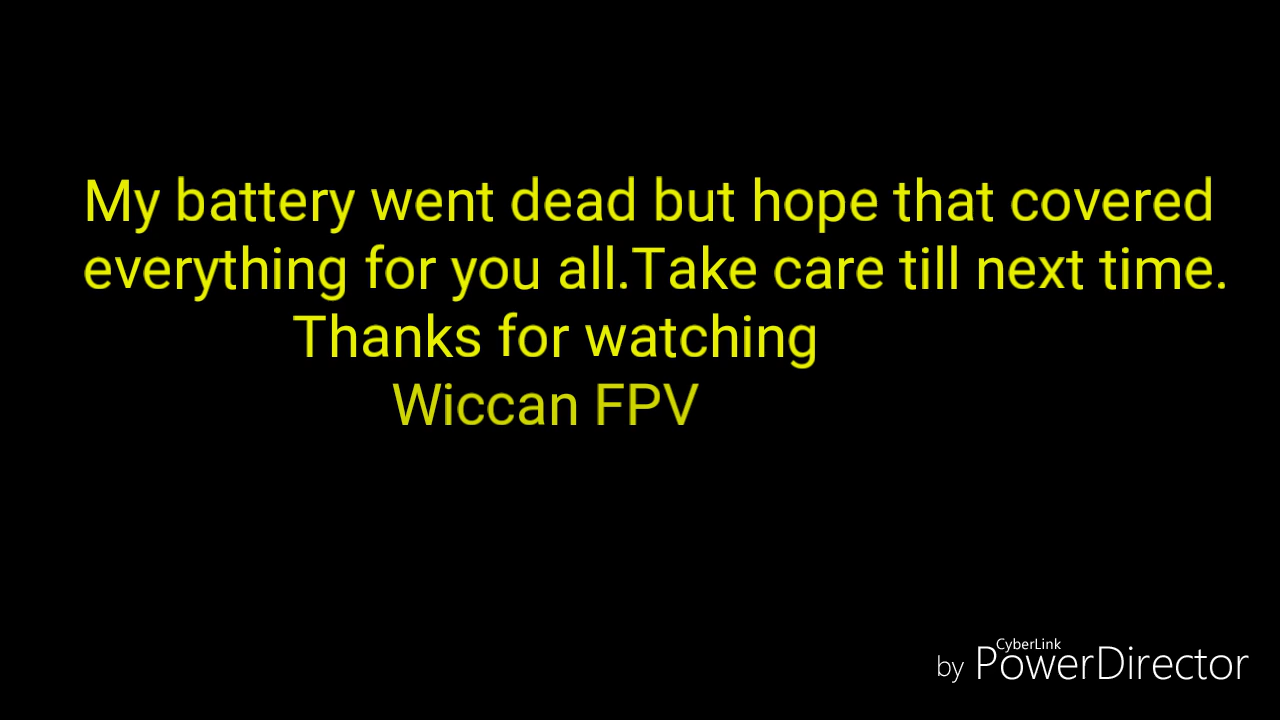 My battery went dead but hope that covered
everything for you all.Take care till next time.
Thanks for watching
Wiccan FPV
CyberLink
by PowerDirector